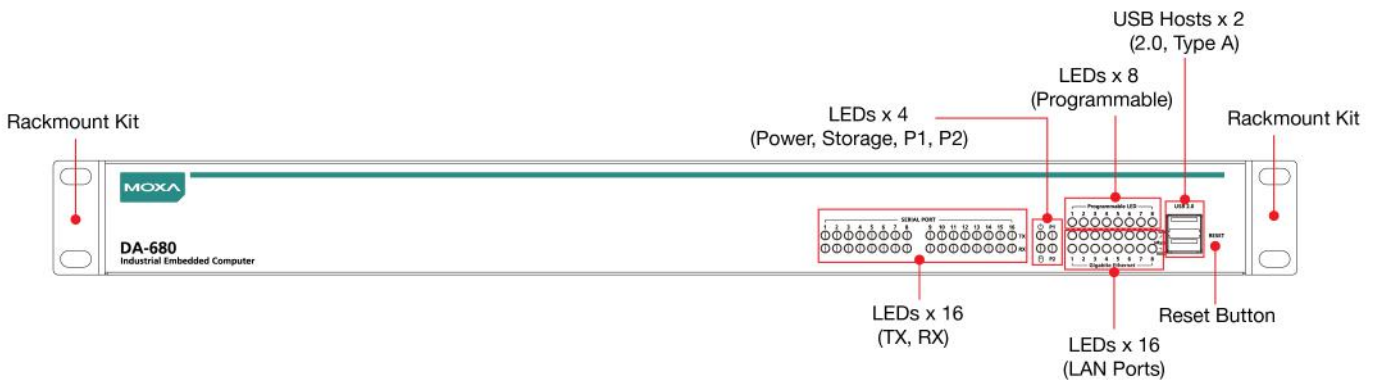 USB Hosts x 2
(2.0, Type A)
LEDs x 8
(Programmable)
LEDs x 4
(Power, Storage, P1, P2)
Rackmount Kit
Rackmount Kit
MOXA
Programmable LED
USB 2.0
1 2 3 4 5 6 7 8
SERIAL PORT
1 2 3 4 5 6 7 8 9 10 11 12 13 14 15 16
P1
TX
RESET
DA-680
Industrial Embedded Computer
P2
RX
1 2 3 4 5 6 7 8
Gigabite Ethernet
LEDs x 16
(TX, RX)
Reset Button
LEDs x 16
(LAN Ports)